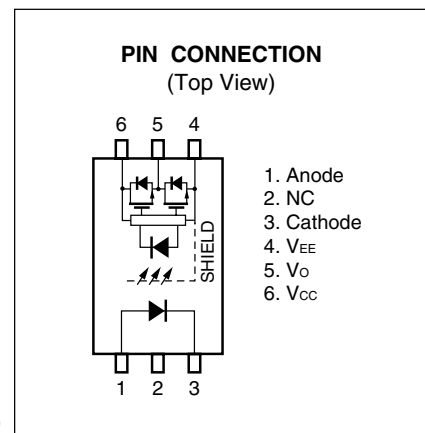 PIN CONNECTION
(Top View)
6 5 4
SHIELD
1 2 3
1. Anode
2. NC
3. Cathode
4. VEE
5. VO
6. VCC